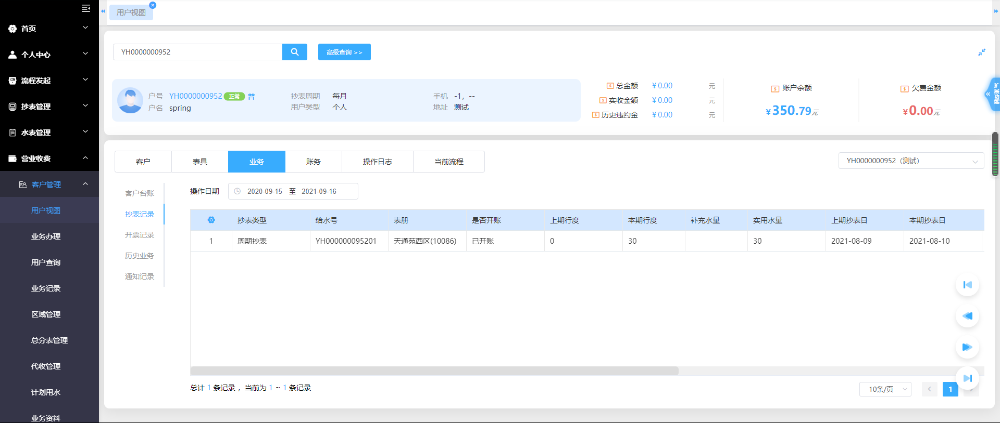 用户视图
首页
个人中心
流程发起
抄表管理
水表管理
营业收费
客户管理
用户视图
业务办理
用户查询
业务记录
区域管理
总分表管理
代收管理
计划用水
业务资料
YH0000000952
高级查询 >>
户号 YH0000000952 正常 普
户名 spring
抄表周期 每月
用户类型 个人
手机 -1，--
地址 测试
总金额 ¥ 0.00 元
实收金额 ¥ 0.00 元
历史违约金 ¥ 0.00 元
账户余额
¥350.79元
欠费金额
¥0.00元
扩展功能
客户 表具 业务 账务 操作日志 当前流程
YH0000000952（测试）
客户台账
抄表记录
开票记录
历史业务
通知记录
操作日期 2020-09-15 至 2021-09-16
抄表类型 给水号 表册 是否开账 上期行度 本期行度 补充水量 实用水量 上期抄表日 本期抄表日
1 周期抄表 YH000000095201 天通苑西区(10086) 已开账 0 30 30 2021-08-09 2021-08-10
总计 1 条记录 ，当前为 1 ~ 1 条记录
10条/页 1